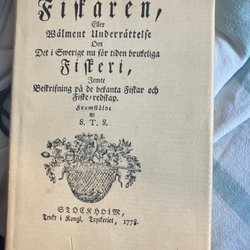 Fiskaren,
Eller
Wälment Underrättelse
Om
Det i Swerige nu för tiden brukeliga
Fiskeri,
Jemte
Beskrifning på de bekanta Fiskar och
Fiske-redskap.
Framstäldt
Af
S. T. S.
STOCKHOLM,
Tryckt i Kongl. Tryckeriet, 1778.